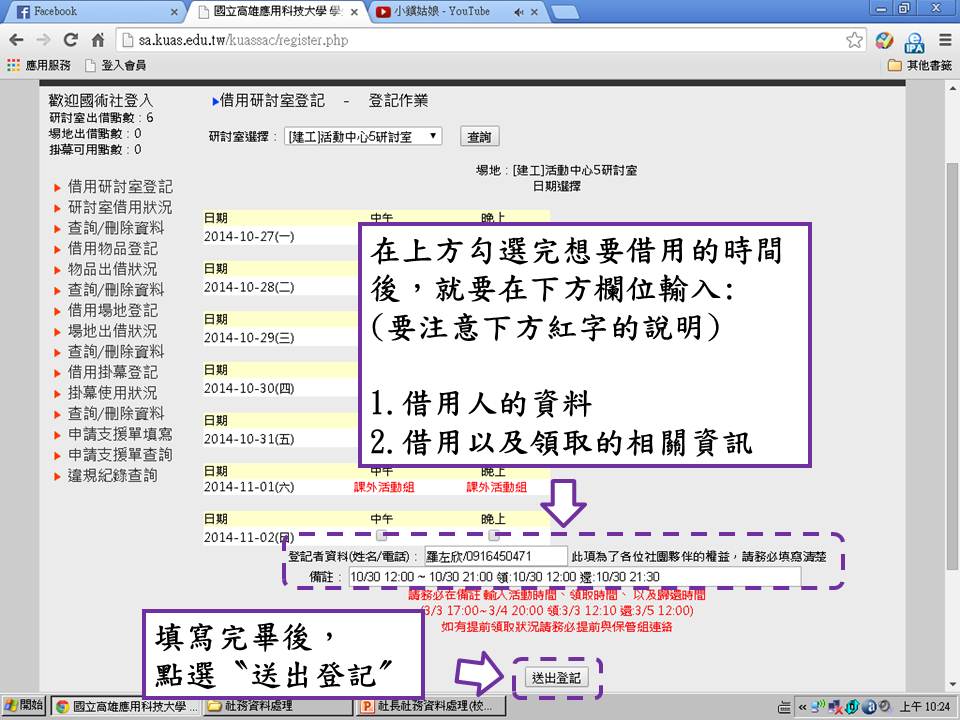 Facebook
國立高雄應用科技大學 學
小鎮姑娘 - YouTube
sa.kuas.edu.tw/kuassac/register.php
應用服務 登入會員
其他書籤
歡迎國術社登入
研討室出借點數：6
場地出借點數：0
掛幕可用點數：0
借用研討室登記 - 登記作業
研討室選擇： [建工]活動中心5研討室 查詢
場地：[建工]活動中心5研討室
日期選擇
借用研討室登記
研討室借用狀況
查詢/刪除資料
借用物品登記
物品出借狀況
查詢/刪除資料
借用場地登記
場地出借狀況
查詢/刪除資料
借用掛幕登記
掛幕使用狀況
查詢/刪除資料
申請支援單填寫
申請支援單查詢
違規紀錄查詢
日期 中午 晚上
2014-10-27(一)
日期
2014-10-28(二)
日期
2014-10-29(三)
日期
2014-10-30(四)
日期
2014-10-31(五)
日期 中午 晚上
2014-11-01(六) 課外活動組 課外活動組
日期 中午 晚上
2014-11-02(日)
在上方勾選完想要借用的時間
後，就要在下方欄位輸入:
(要注意下方紅字的說明)
1.借用人的資料
2.借用以及領取的相關資訊
登記者資料(姓名/電話)： 羅左欣/0916450471 此項為了各位社團夥伴的權益，請務必填寫清楚
備註： 10/30 12:00 ~ 10/30 21:00 領:10/30 12:00 還:10/30 21:30
請務必在備註 輸入活動時間、領取時間、以及歸還時間
(3/3 17:00~3/4 20:00 領:3/3 12:10 還:3/5 12:00)
如有提前領取狀況請務必提前與保管組連絡
填寫完畢後，
點選〝送出登記〞
送出登記
開始
國立高雄應用科技大學 ...
社務資料處理
社長社務資料處理(校...
上午 10:24